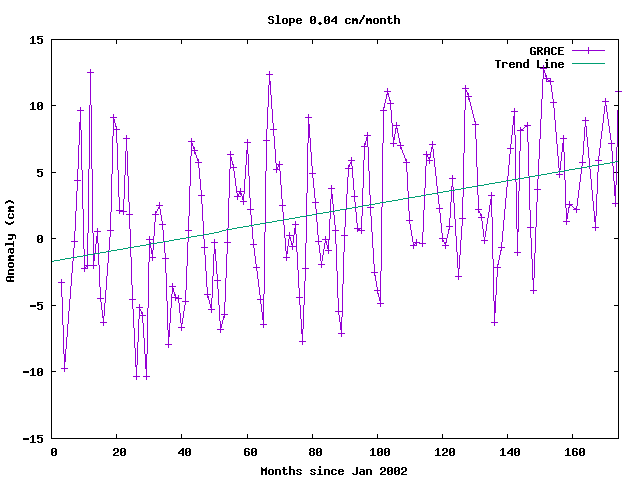 Slope 0.04 cm/month
GRACE
Trend Line
Anomaly (cm)
15
10
5
0
-5
-10
-15
0 20 40 60 80 100 120 140 160
Months since Jan 2002